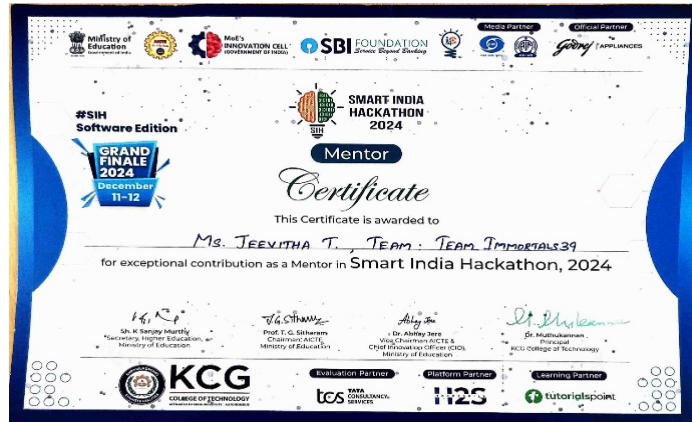 Ministry of
Education
Government of India
MoE's
INNOVATION CELL
(GOVERNMENT OF INDIA)
SBI FOUNDATION
Service Beyond Banking
Media Partner
Official Partner
Godrej | APPLIANCES
#SIH
Software Edition
GRAND
FINALE
2024
December
11-12
SIH
SMART INDIA
HACKATHON
2024
Mentor
Certificate
This Certificate is awarded to
Ms. JEEVITHA T. , TEAM : TEAM IMMORTALS39
for exceptional contribution as a Mentor in Smart India Hackathon, 2024
Sh. K Sanjay Murthy
Secretary, Higher Education,
Ministry of Education
Prof. T. G. Sitharam
Chairman AICTE,
Ministry of Education
Dr. Abhay Jere
Vice Chairman AICTE &
Chief Innovation Officer (CIO),
Ministry of Education
Dr. Muthukannan
Principal
KCG College of Technology
KCG
COLLEGE OF TECHNOLOGY
Evaluation Partner
tcs TATA
CONSULTANCY
SERVICES
Platform Partner
H2S
Learning Partner
tutorialspoint